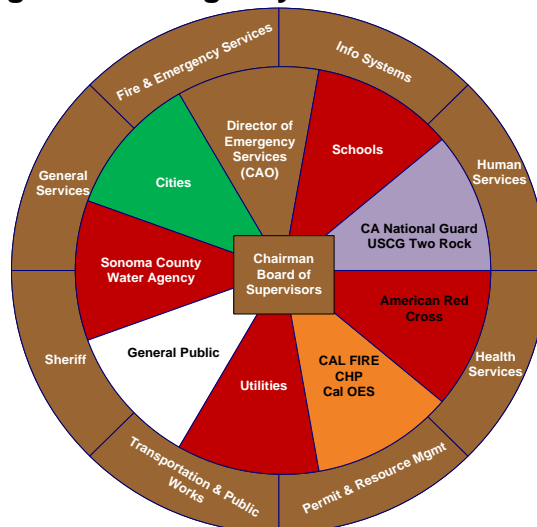 Fire & Emergency Services
Info Systems
Human
Services
Health
Services
Permit & Resource Mgmt
Transportation & Public
Works
Sheriff
General
Services
Director of
Emergency
Services
(CAO)
Schools
CA National Guard
USCG Two Rock
American Red
Cross
CAL FIRE
CHP
Cal OES
Utilities
General Public
Sonoma County
Water Agency
Cities
Chairman
Board of
Supervisors